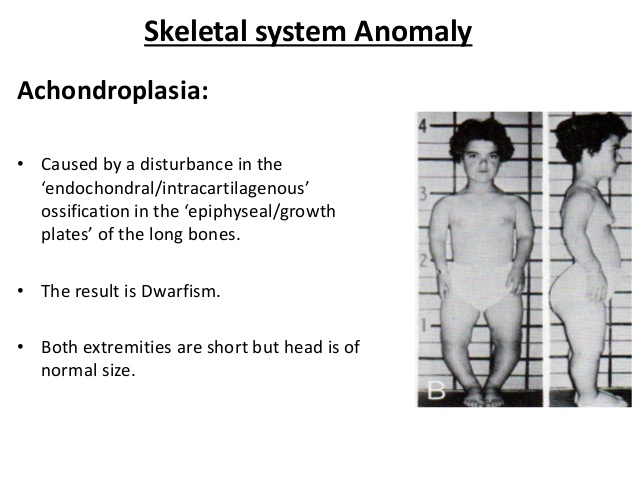 Skeletal system Anomaly
Achondroplasia:
• Caused by a disturbance in the
‘endochondral/intracartilagenous’
ossification in the ‘epiphyseal/growth
plates’ of the long bones.
• The result is Dwarfism.
• Both extremities are short but head is of
normal size.
4
3
2
1
B